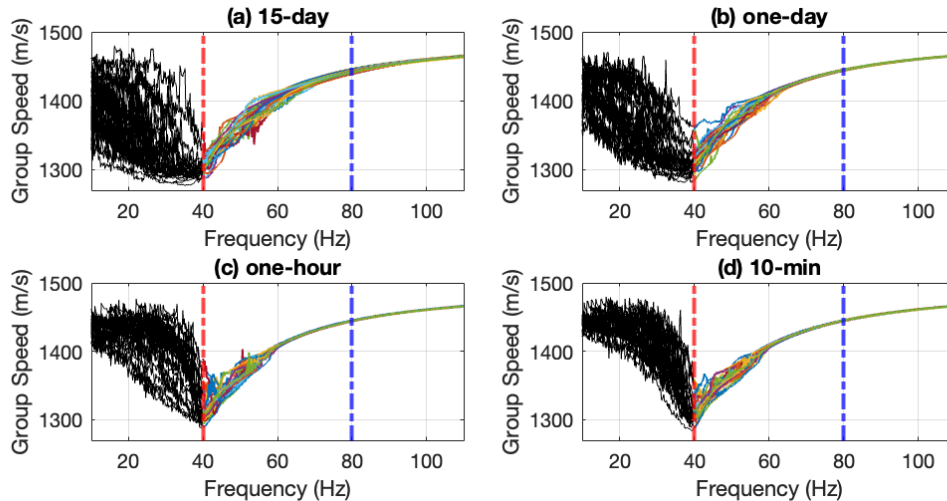 (a) 15-day
Group Speed (m/s)
1500
1400
1300
20 40 60 80 100
Frequency (Hz)
(b) one-day
Group Speed (m/s)
1500
1400
1300
20 40 60 80 100
Frequency (Hz)
(c) one-hour
Group Speed (m/s)
1500
1400
1300
20 40 60 80 100
Frequency (Hz)
(d) 10-min
Group Speed (m/s)
1500
1400
1300
20 40 60 80 100
Frequency (Hz)